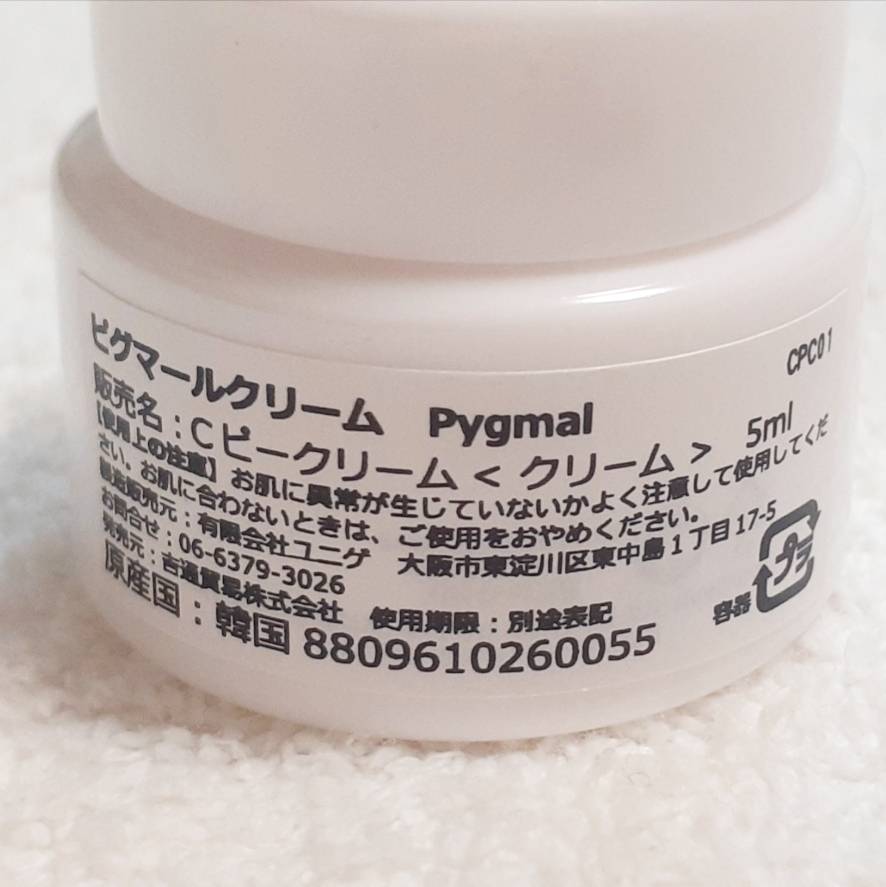 ピグマールクリーム Pygmal CPC01
販売名:Cピークリーム<クリーム> 5ml
【使用上の注意】お肌に異常が生じていないかよく注意して使用してくだ
さい。お肌に合わないときは、ご使用をおやめください。
製造販売元:有限会社ユニゲ 大阪市東淀川区東中島1丁目17-5
お問合せ:06-6379-3026
発売元:吉通貿易株式会社 使用期限:別途表記
原産国:韓国 8809610260055
プラ
容器